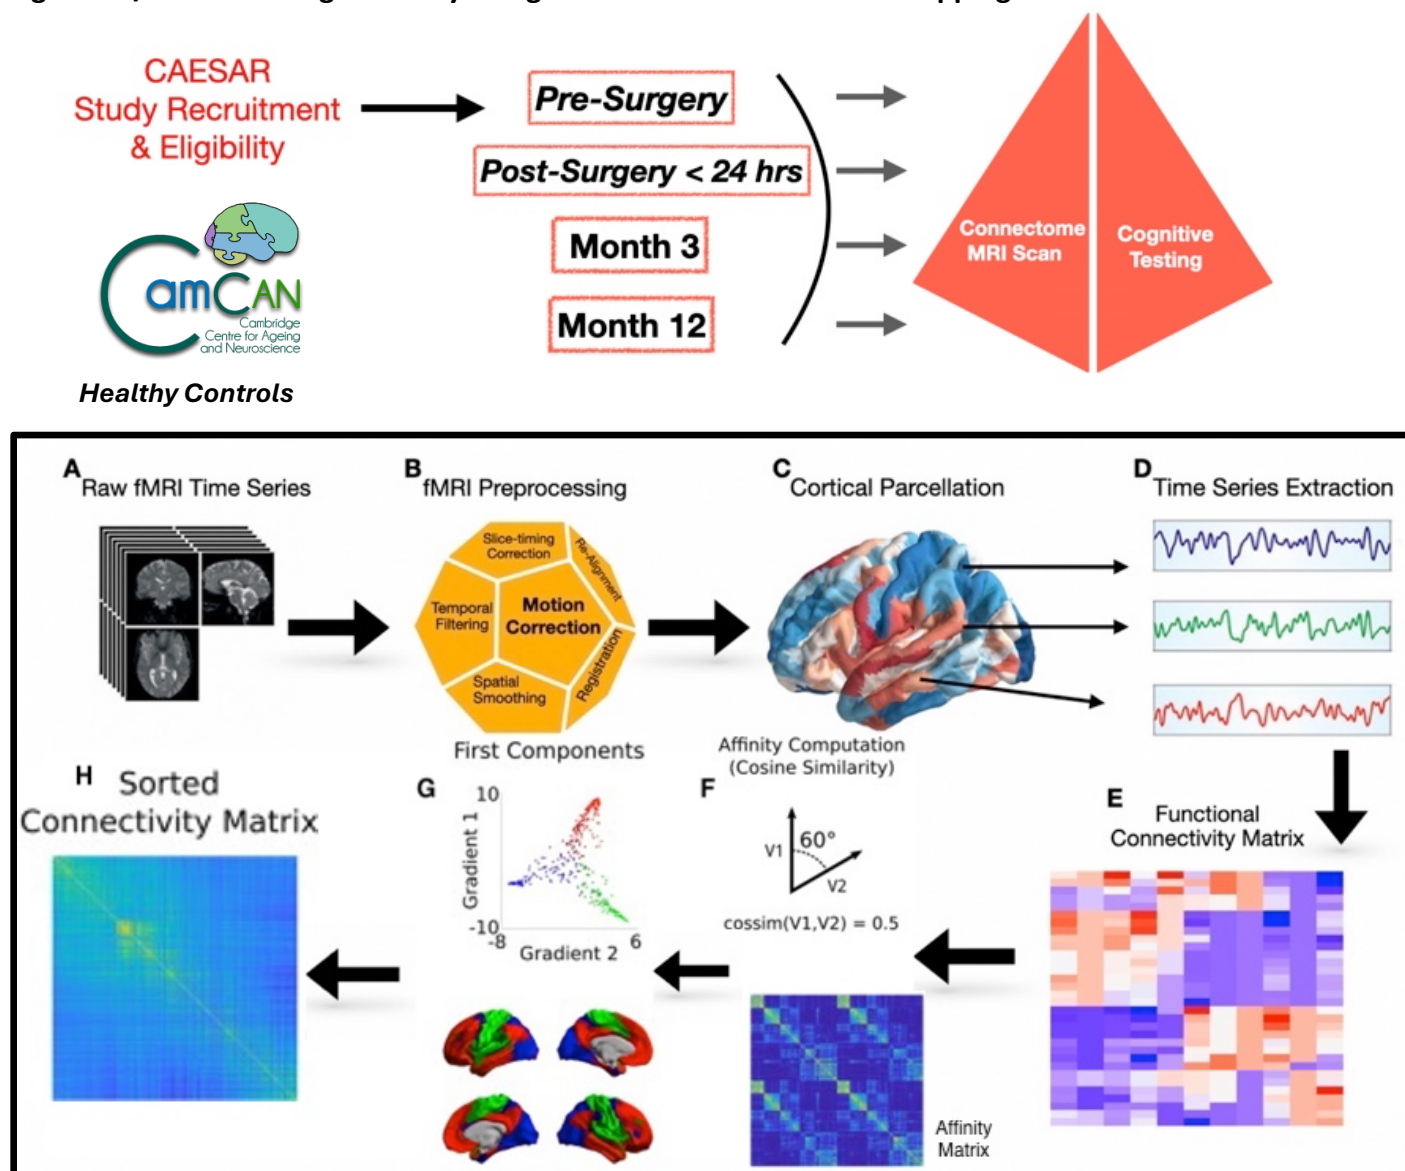 CAESAR
Study Recruitment
& Eligibility
Pre-Surgery
Post-Surgery < 24 hrs
Month 3
Month 12
Connectome
MRI Scan
Cognitive
Testing
CamCAN
Cambridge
Centre for Ageing
and Neuroscience
Healthy Controls
A Raw fMRI Time Series
B fMRI Preprocessing
Slice-timing
Correction
Re-Alignment
Temporal
Filtering
Motion
Correction
Spatial
Smoothing
Registration
C Cortical Parcellation
D Time Series Extraction
E Functional
Connectivity Matrix
Affinity Computation
(Cosine Similarity)
F
V1
60°
V2
cossim(V1,V2) = 0.5
Affinity
Matrix
First Components
G
10
Gradient 1
-10
-8
6
Gradient 2
H Sorted
Connectivity Matrix